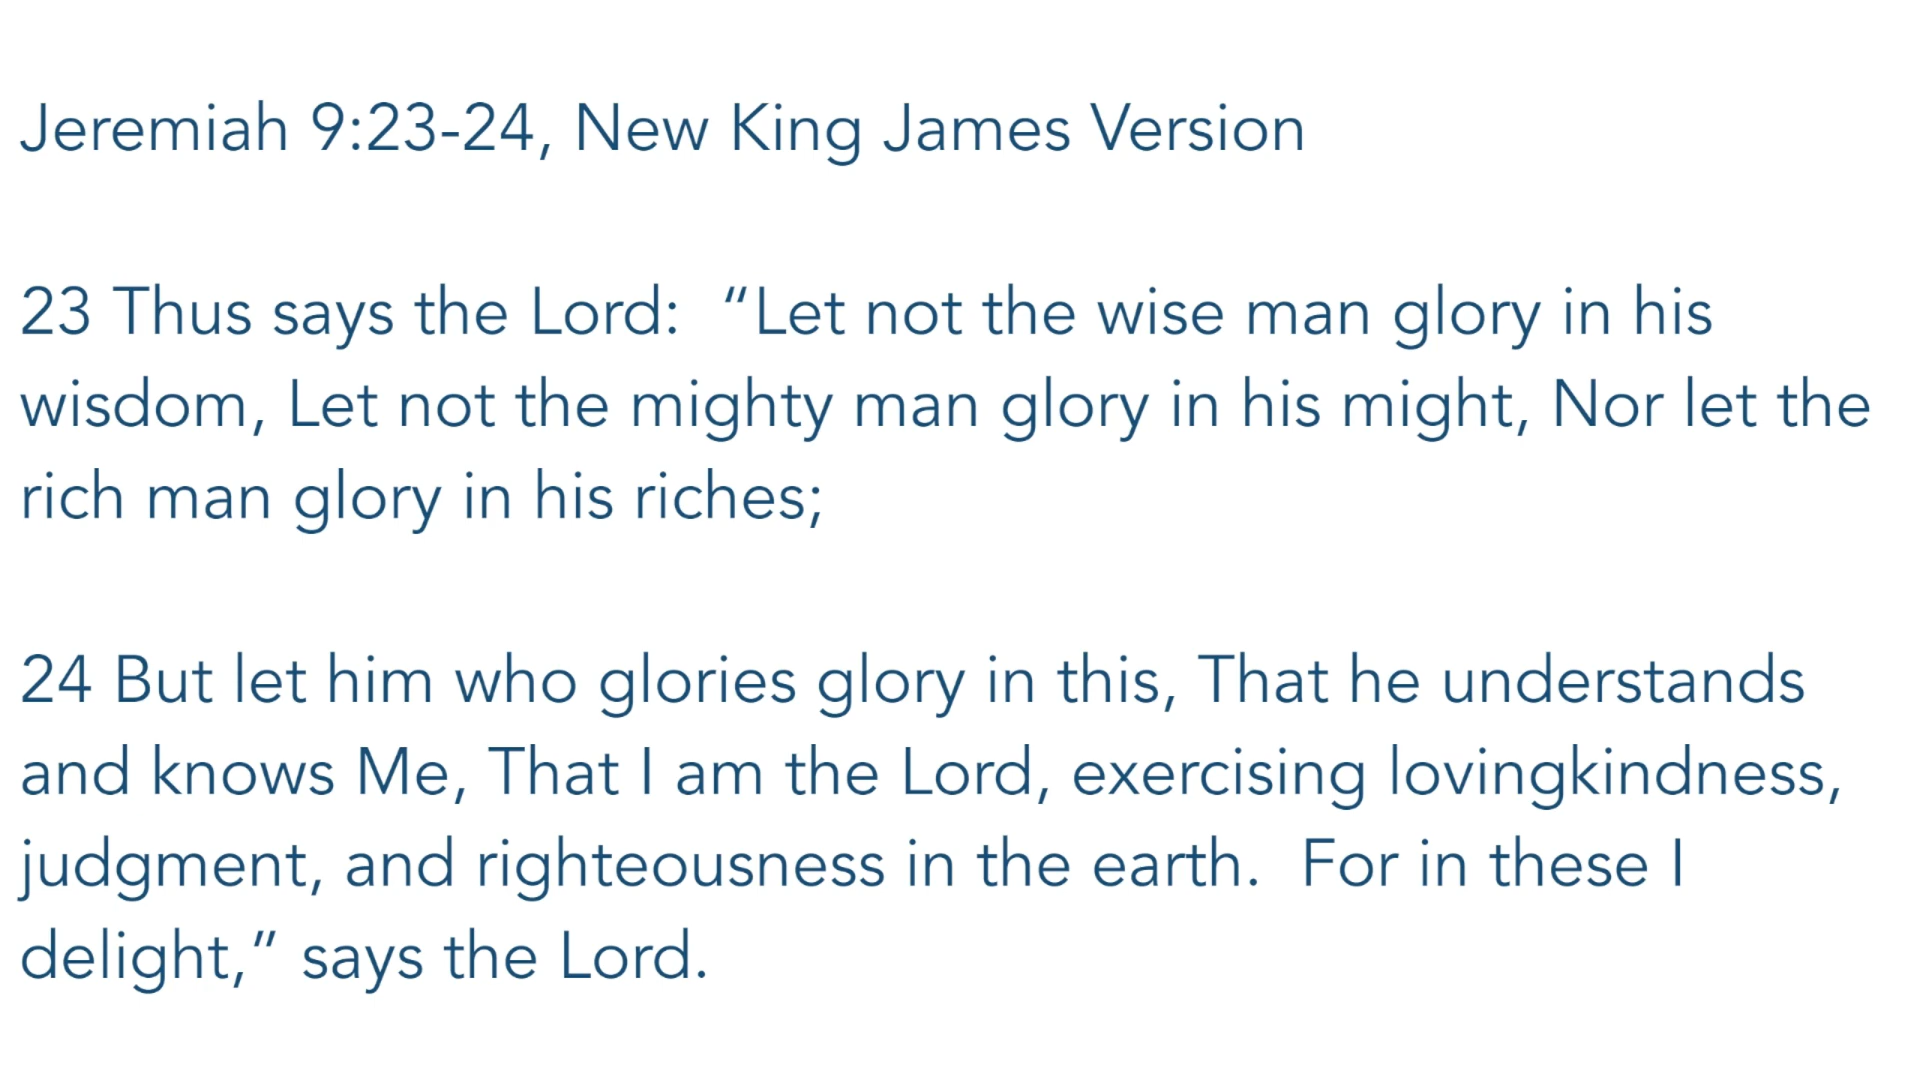 Jeremiah 9:23-24, New King James Version
23 Thus says the Lord:  “Let not the wise man glory in his
wisdom, Let not the mighty man glory in his might, Nor let the
rich man glory in his riches;
24 But let him who glories glory in this, That he understands
and knows Me, That I am the Lord, exercising lovingkindness,
judgment, and righteousness in the earth.  For in these I
delight,” says the Lord.